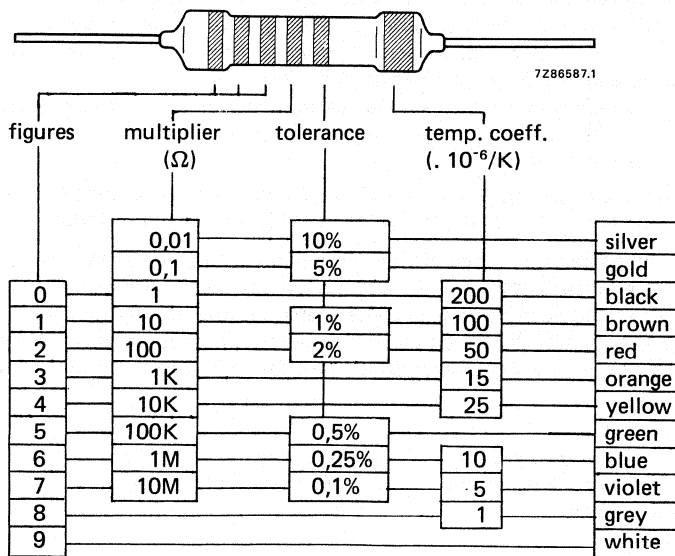 7Z86587.1
figures multiplier tolerance temp. coeff.
(Ω) (. 10⁻⁶/K)
0,01 10% silver
0,1 5% gold
0 1 200 black
1 10 1% 100 brown
2 100 2% 50 red
3 1K 15 orange
4 10K 25 yellow
5 100K 0,5% green
6 1M 0,25% 10 blue
7 10M 0,1% 5 violet
8 1 grey
9 white